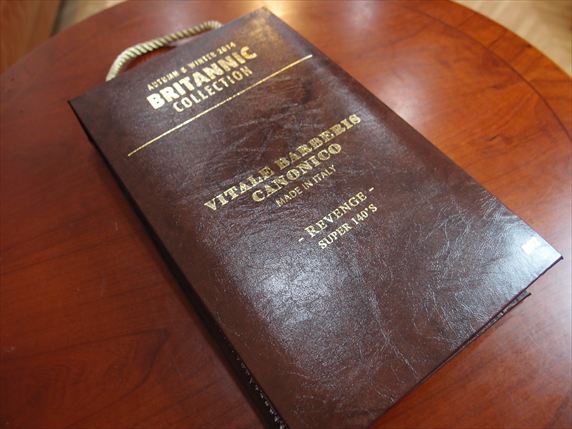 AUTUMN & WINTER 2014
BRITANNIC
COLLECTION
VITALE BARBERIS
CANONICO
MADE IN ITALY
- REVENGE -
SUPER 140'S